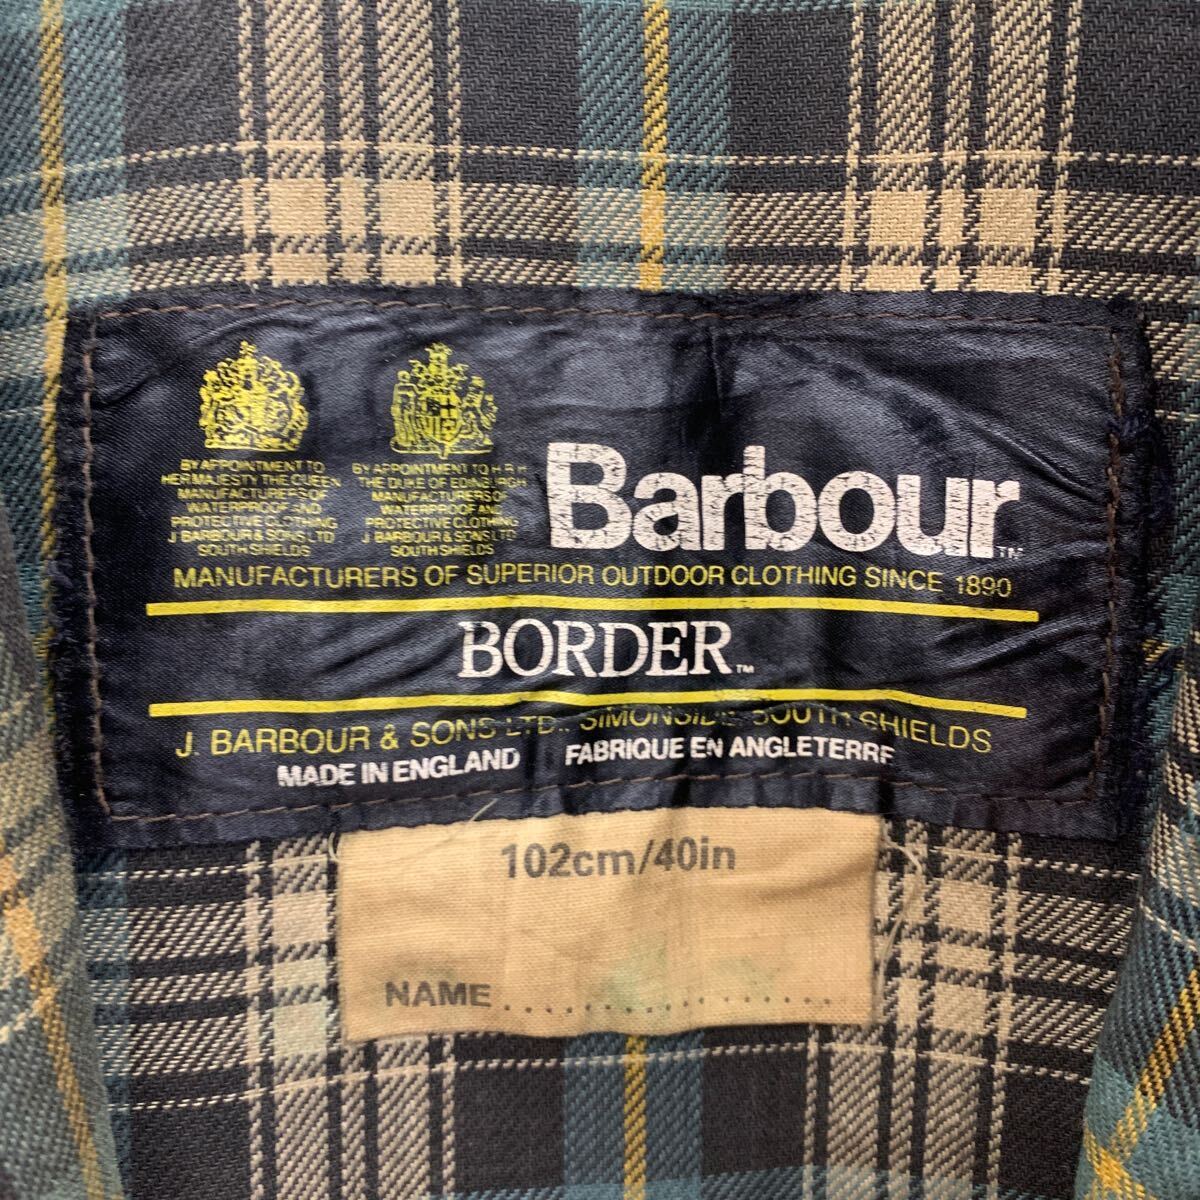 BY APPOINTMENT TO
HER MAJESTY THE QUEEN
MANUFACTURERS OF
WATERPROOF AND
PROTECTIVE CLOTHING
J. BARBOUR & SONS LTD
SOUTH SHIELDS
BY APPOINTMENT TO H R H
THE DUKE OF EDINBURGH
MANUFACTURERS OF
WATERPROOF AND
PROTECTIVE CLOTHING
J. BARBOUR & SONS LTD
SOUTH SHIELDS
Barbour™
MANUFACTURERS OF SUPERIOR OUTDOOR CLOTHING SINCE 1890
BORDER™
J. BARBOUR & SONS LTD., SIMONSIDE, SOUTH SHIELDS
MADE IN ENGLAND FABRIQUE EN ANGLETERRE
102cm/40in
NAME........................